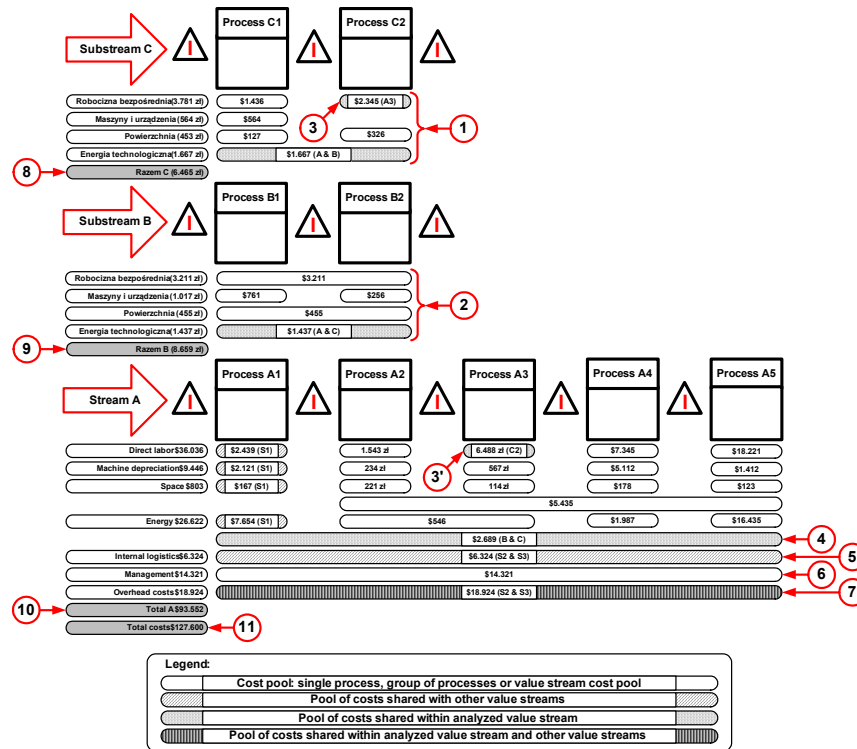 Process C1
Process C2
Substream C
I
I
I
Robocizna bezpośrednia(3.781 zł)
$1.436
$2.345 (A3)
Maszyny i urządzenia (564 zł)
$564
3
1
Powierzchnia (453 zł)
$127
$326
Energia technologiczna(1.667 zł)
$1.667 (A & B)
8
Razem C (6.465 zł)
Process B1
Process B2
Substream B
I
I
I
Robocizna bezpośrednia(3.211 zł)
$3.211
Maszyny i urządzenia (1.017 zł)
$761
$256
2
Powierzchnia (455 zł)
$455
Energia technologiczna(1.437 zł)
$1.437 (A & C)
9
Razem B (8.659 zł)
Process A1
Process A2
Process A3
Process A4
Process A5
Stream A
I
I
I
I
I
Direct labor$36.036
$2.439 (S1)
1.543 zł
6.488 zł (C2)
$7.345
$18.221
Machine depreciation$9.446
$2.121 (S1)
234 zł
3'
567 zł
$5.112
$1.412
Space $803
$167 (S1)
221 zł
114 zł
$178
$123
$5.435
Energy $26.622
$7.654 (S1)
$546
$1.987
$16.435
$2.689 (B & C)
4
Internal logistics$6.324
$6.324 (S2 & S3)
5
Management$14.321
$14.321
6
Overhead costs$18.924
$18.924 (S2 & S3)
7
10
Total A$93.552
Total costs$127.600
11
Legend:
Cost pool: single process, group of processes or value stream cost pool
Pool of costs shared with other value streams
Pool of costs shared within analyzed value stream
Pool of costs shared within analyzed value stream and other value streams